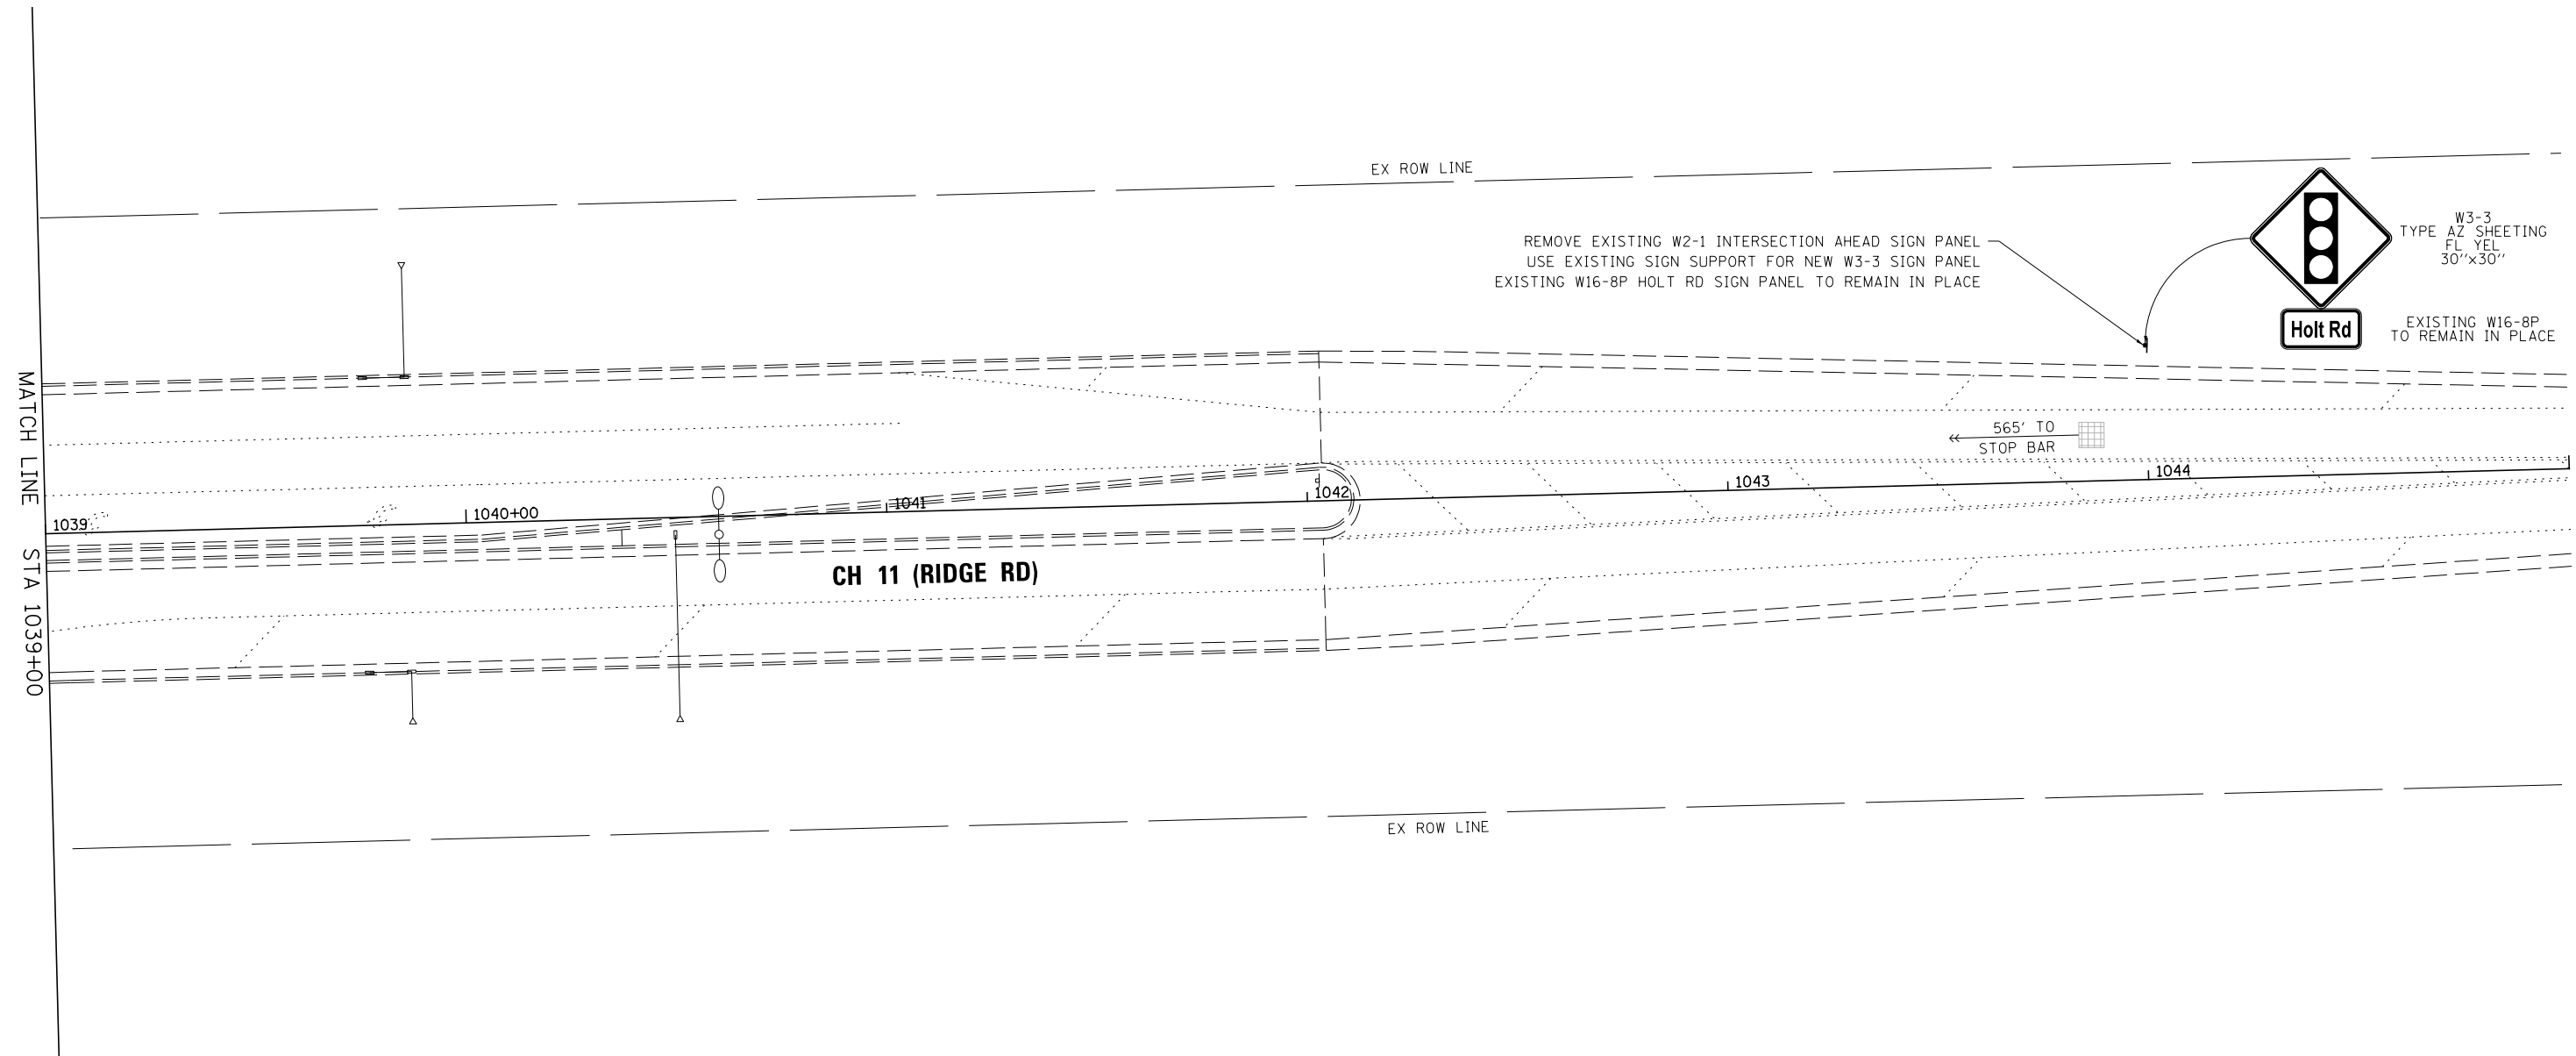 EX ROW LINE
REMOVE EXISTING W2-1 INTERSECTION AHEAD SIGN PANEL
USE EXISTING SIGN SUPPORT FOR NEW W3-3 SIGN PANEL
EXISTING W16-8P HOLT RD SIGN PANEL TO REMAIN IN PLACE
W3-3
TYPE AZ SHEETING
FL YEL
30''x30''
Holt Rd
EXISTING W16-8P
TO REMAIN IN PLACE
MATCH LINE STA 1039+00
565' TO
STOP BAR
1039
1040+00
1041
1042
1043
1044
CH 11 (RIDGE RD)
EX ROW LINE